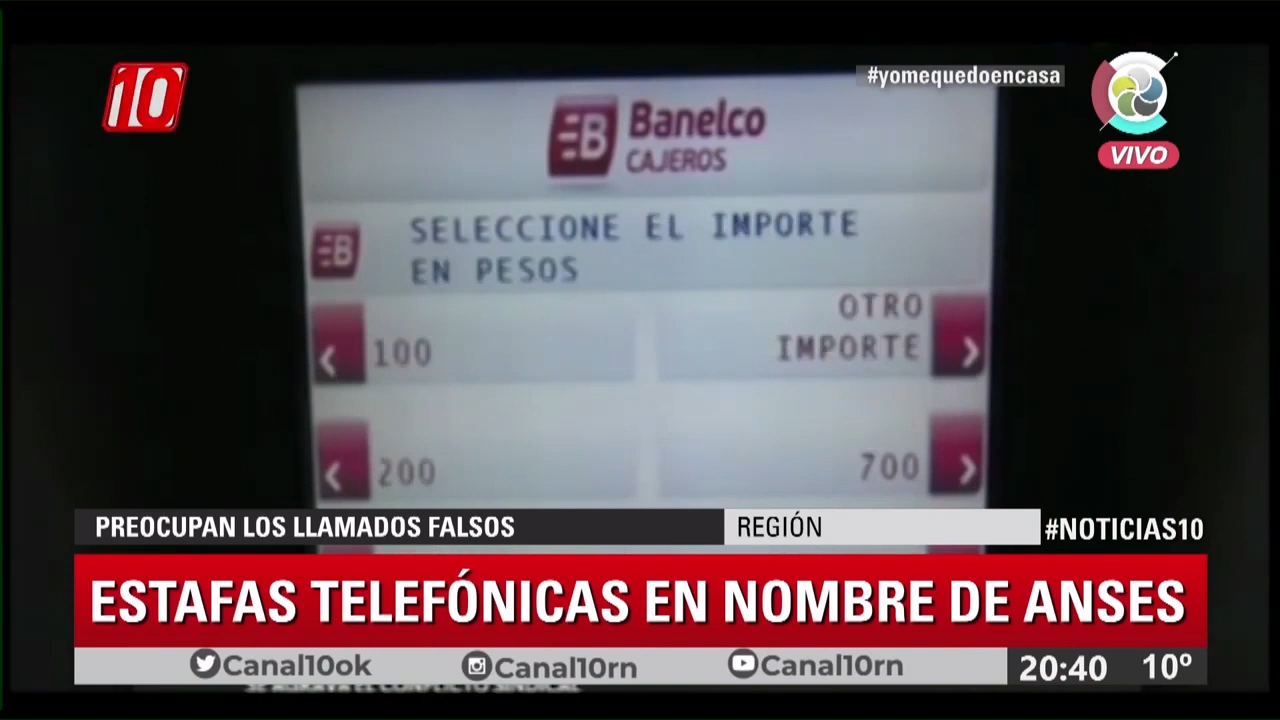 10
#yomequedoencasa
VIVO
B Banelco
CAJEROS
B
SELECCIONE EL IMPORTE
EN PESOS
100
OTRO
IMPORTE
200
700
PREOCUPAN LOS LLAMADOS FALSOS
REGIÓN
#NOTICIAS10
ESTAFAS TELEFÓNICAS EN NOMBRE DE ANSES
Canal10ok
Canal10rn
Canal10rn
20:40
10º